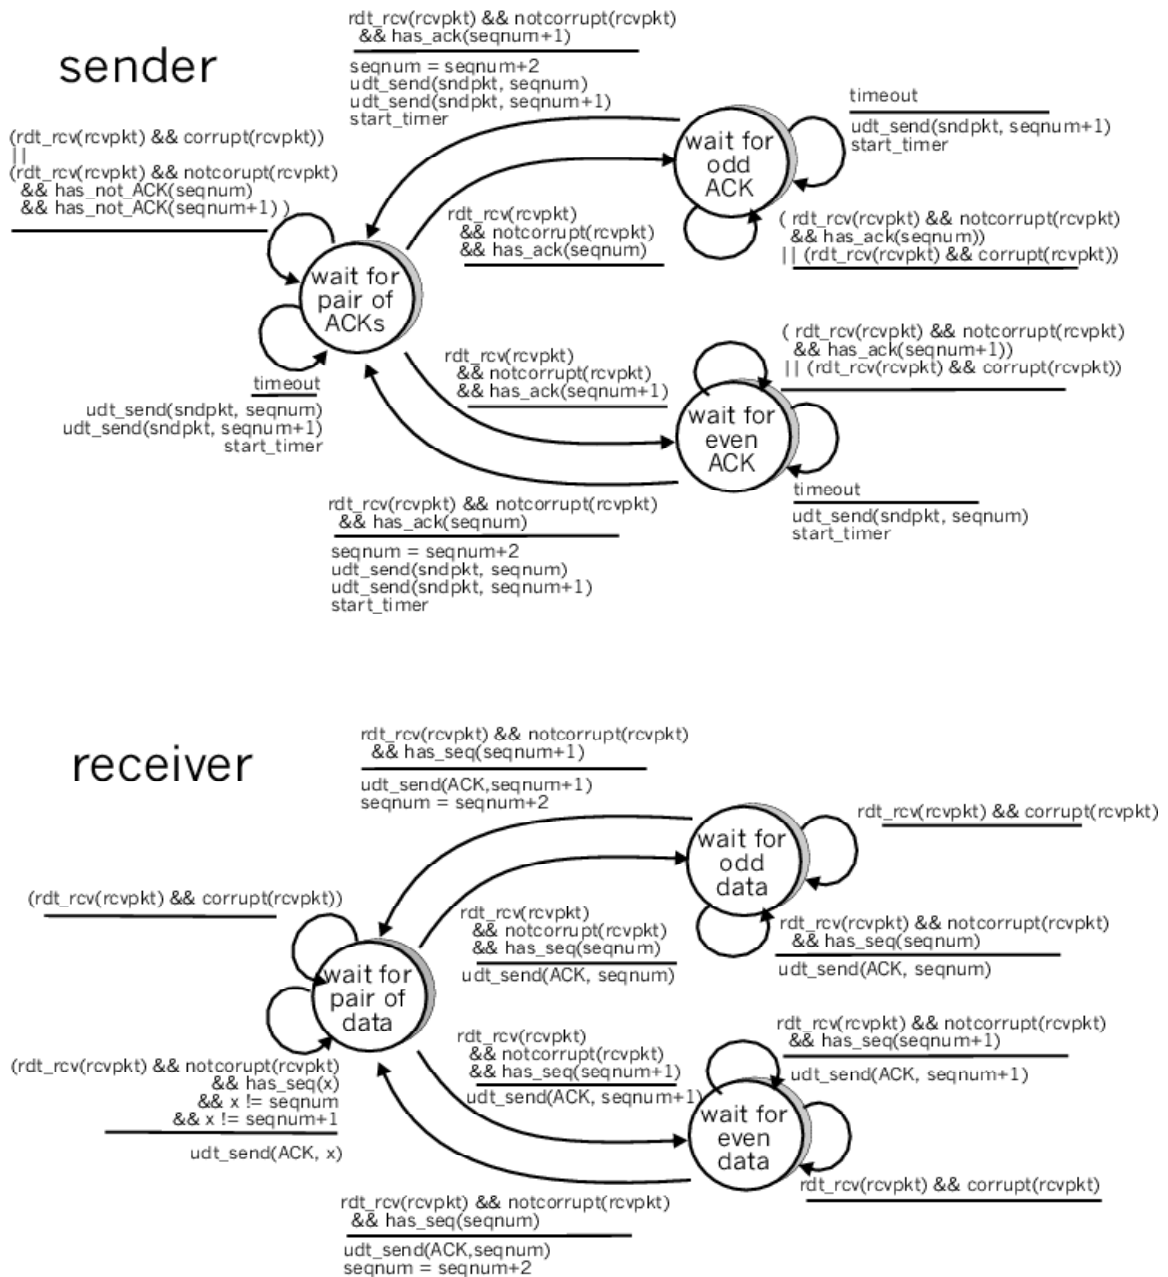 sender
rdt_rcv(rcvpkt) && notcorrupt(rcvpkt)
&& has_ack(seqnum+1)
seqnum = seqnum+2
udt_send(sndpkt, seqnum)
udt_send(sndpkt, seqnum+1)
start_timer
timeout
udt_send(sndpkt, seqnum+1)
start_timer
wait for
odd
ACK
(rdt_rcv(rcvpkt) && corrupt(rcvpkt))
||
(rdt_rcv(rcvpkt) && notcorupt(rcvpkt)
&& has_not_ACK(seqnum)
&& has_not_ACK(seqnum+1) )
rdt_rcv(rcvpkt)
&& notcorrupt(rcvpkt)
&& has_ack(seqnum)
( rdt_rcv(rcvpkt) && notcorrupt(rcvpkt)
&& has_ack(seqnum))
|| (rdt_rcv(rcvpkt) && corrupt(rcvpkt))
wait for
pair of
ACKs
timeout
udt_send(sndpkt, seqnum)
udt_send(sndpkt, seqnum+1)
start_timer
rdt_rcv(rcvpkt)
&& notcorrupt(rcvpkt)
&& has_ack(seqnum+1)
( rdt_rcv(rcvpkt) && notcorrupt(rcvpkt)
&& has_ack(seqnum+1))
|| (rdt_rcv(rcvpkt) && corrupt(rcvpkt))
wait for
even
ACK
timeout
udt_send(sndpkt, seqnum)
start_timer
rdt_rcv(rcvpkt) && notcorrupt(rcvpkt)
&& has_ack(seqnum)
seqnum = seqnum+2
udt_send(sndpkt, seqnum)
udt_send(sndpkt, seqnum+1)
start_timer
receiver
rdt_rcv(rcvpkt) && notcorrupt(rcvpkt)
&& has_seq(seqnum+1)
udt_send(ACK,seqnum+1)
seqnum = seqnum+2
wait for
odd
data
rdt_rcv(rcvpkt) && corrupt(rcvpkt)
(rdt_rcv(rcvpkt) && corrupt(rcvpkt))
rdt_rcv(rcvpkt)
&& notcorrupt(rcvpkt)
&& has_seq(seqnum)
udt_send(ACK, seqnum)
rdt_rcv(rcvpkt) && notcorrupt(rcvpkt)
&& has_seq(seqnum)
udt_send(ACK, seqnum)
wait for
pair of
data
(rdt_rcv(rcvpkt) && notcorupt(rcvpkt)
&& has_seq(x)
&& x != seqnum
&& x != seqnum+1
udt_send(ACK, x)
rdt_rcv(rcvpkt)
&& notcorrupt(rcvpkt)
&& has_seq(seqnum+1)
udt_send(ACK, seqnum+1)
rdt_rcv(rcvpkt) && notcorrupt(rcvpkt)
&& has_seq(seqnum+1)
udt_send(ACK, seqnum+1)
wait for
even
data
rdt_rcv(rcvpkt) && corrupt(rcvpkt)
rdt_rcv(rcvpkt) && notcorrupt(rcvpkt)
&& has_seq(seqnum)
udt_send(ACK,seqnum)
seqnum = seqnum+2